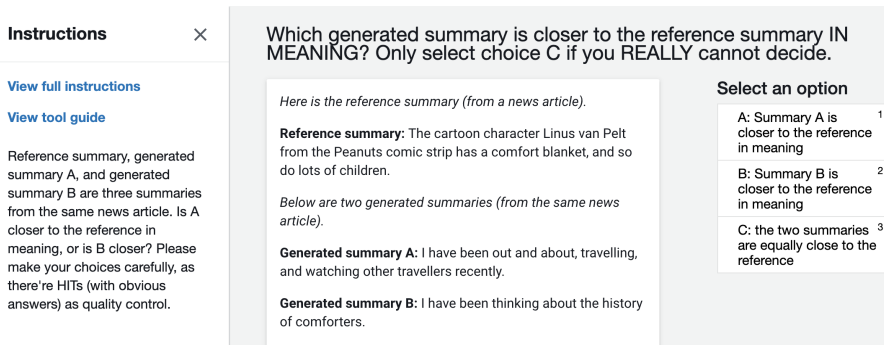 Instructions ×
View full instructions
View tool guide
Reference summary, generated
summary A, and generated
summary B are three summaries
from the same news article. Is A
closer to the reference in
meaning, or is B closer? Please
make your choices carefully, as
there're HITs (with obvious
answers) as quality control.
Which generated summary is closer to the reference summary IN
MEANING? Only select choice C if you REALLY cannot decide.
Here is the reference summary (from a news article).
Reference summary: The cartoon character Linus van Pelt
from the Peanuts comic strip has a comfort blanket, and so
do lots of children.
Below are two generated summaries (from the same news
article).
Generated summary A: I have been out and about, travelling,
and watching other travellers recently.
Generated summary B: I have been thinking about the history
of comforters.
Select an option
A: Summary A is 1
closer to the reference
in meaning
B: Summary B is 2
closer to the reference
in meaning
C: the two summaries 3
are equally close to the
reference